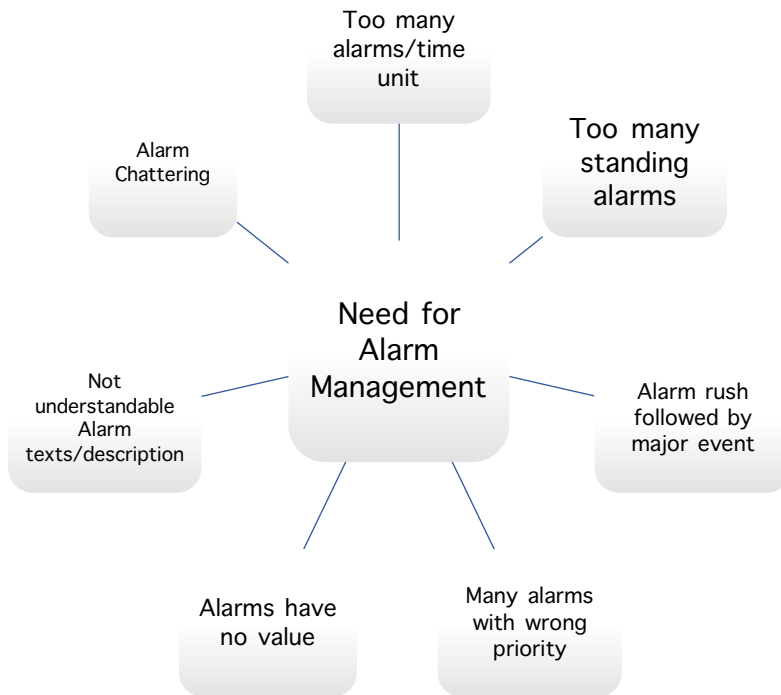 Too many
alarms/time
unit
Too many
standing
alarms
Alarm
Chattering
Need for
Alarm
Management
Not
understandable
Alarm
texts/description
Alarm rush
followed by
major event
Alarms have
no value
Many alarms
with wrong
priority